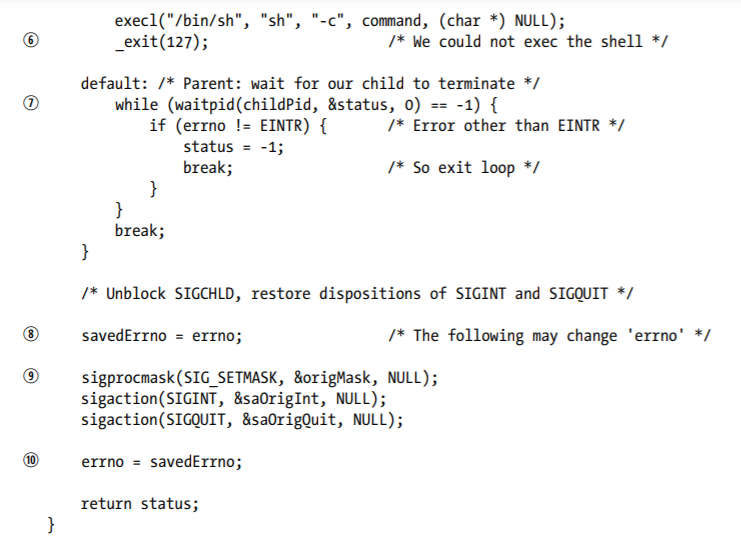 execl("/bin/sh", "sh", "-c", command, (char *) NULL);
⑥ _exit(127); /* We could not exec the shell */
default: /* Parent: wait for our child to terminate */
⑦ while (waitpid(childPid, &status, 0) == -1) {
if (errno != EINTR) { /* Error other than EINTR */
status = -1;
break; /* So exit loop */
}
}
break;
}
/* Unblock SIGCHLD, restore dispositions of SIGINT and SIGQUIT */
⑧ savedErrno = errno; /* The following may change 'errno' */
⑨ sigprocmask(SIG_SETMASK, &origMask, NULL);
sigaction(SIGINT, &saOrigInt, NULL);
sigaction(SIGQUIT, &saOrigQuit, NULL);
⑩ errno = savedErrno;
return status;
}